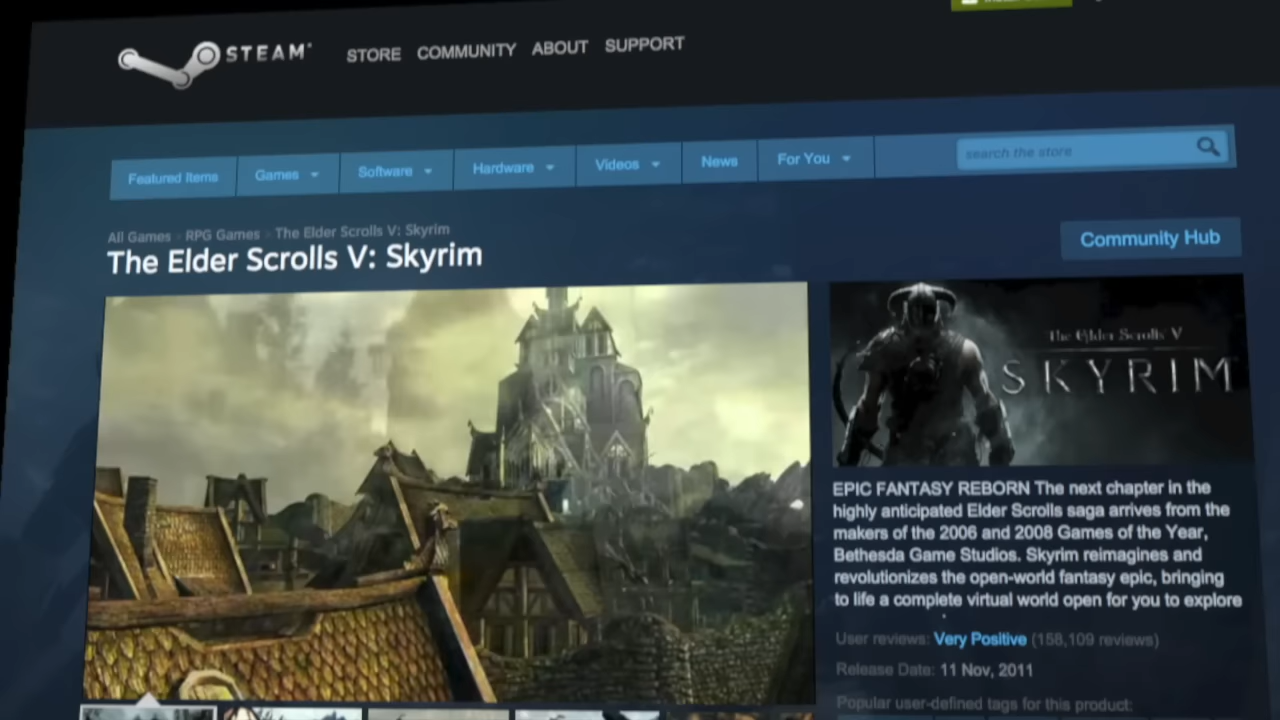 STEAM
STORE COMMUNITY ABOUT SUPPORT
Featured Items Games Software Hardware Videos News For You search the store
All Games RPG Games The Elder Scrolls V: Skyrim
The Elder Scrolls V: Skyrim
Community Hub
The Elder Scrolls V
SKYRIM
EPIC FANTASY REBORN The next chapter in the
highly anticipated Elder Scrolls saga arrives from the
makers of the 2006 and 2008 Games of the Year,
Bethesda Game Studios. Skyrim reimagines and
revolutionizes the open-world fantasy epic, bringing
to life a complete virtual world open for you to explore
User reviews: Very Positive (158,109 reviews)
Release Date: 11 Nov, 2011
Popular user-defined tags for this product: